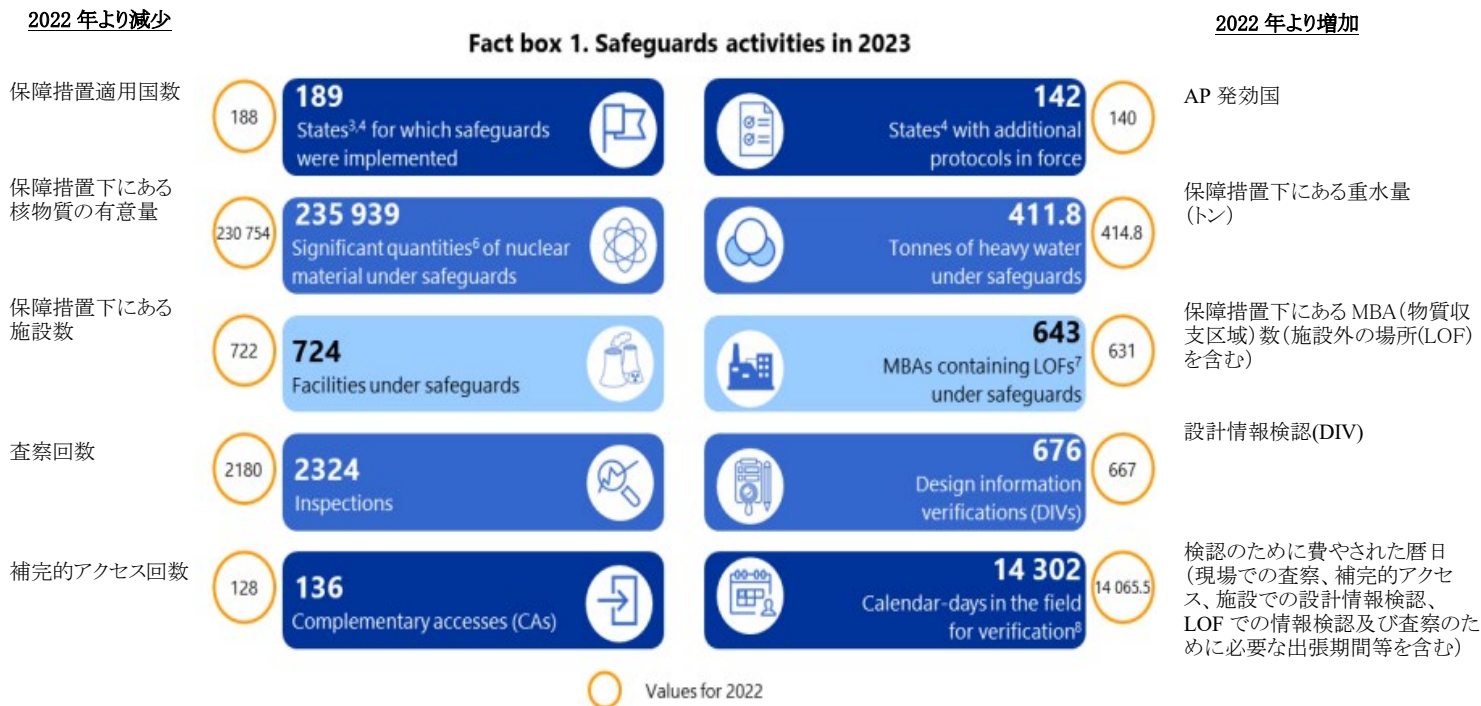 2022 年より減少
2022 年より増加
Fact box 1. Safeguards activities in 2023
保障措置適用国数
188
189
States³,⁴ for which safeguards
were implemented
142
States⁴ with additional
protocols in force
140
AP 発効国
保障措置下にある
核物質の有意量
230 754
235 939
Significant quantities⁶ of nuclear
material under safeguards
411.8
Tonnes of heavy water
under safeguards
414.8
保障措置下にある重水量
(トン)
保障措置下にある
施設数
722
724
Facilities under safeguards
643
MBAs containing LOFs⁷
under safeguards
631
保障措置下にある MBA(物質収
支区域)数(施設外の場所(LOF)
を含む)
査察回数
2180
2324
Inspections
676
Design information
verifications (DIVs)
667
設計情報検認(DIV)
補完的アクセス回数
128
136
Complementary accesses (CAs)
00-00
14 302
Calendar-days in the field
for verification⁸
14 065.5
検認のために費やされた暦日
(現場での査察、補完的アクセ
ス、施設での設計情報検認、
LOF での情報検認及び査察のた
めに必要な出張期間等を含む)
Values for 2022